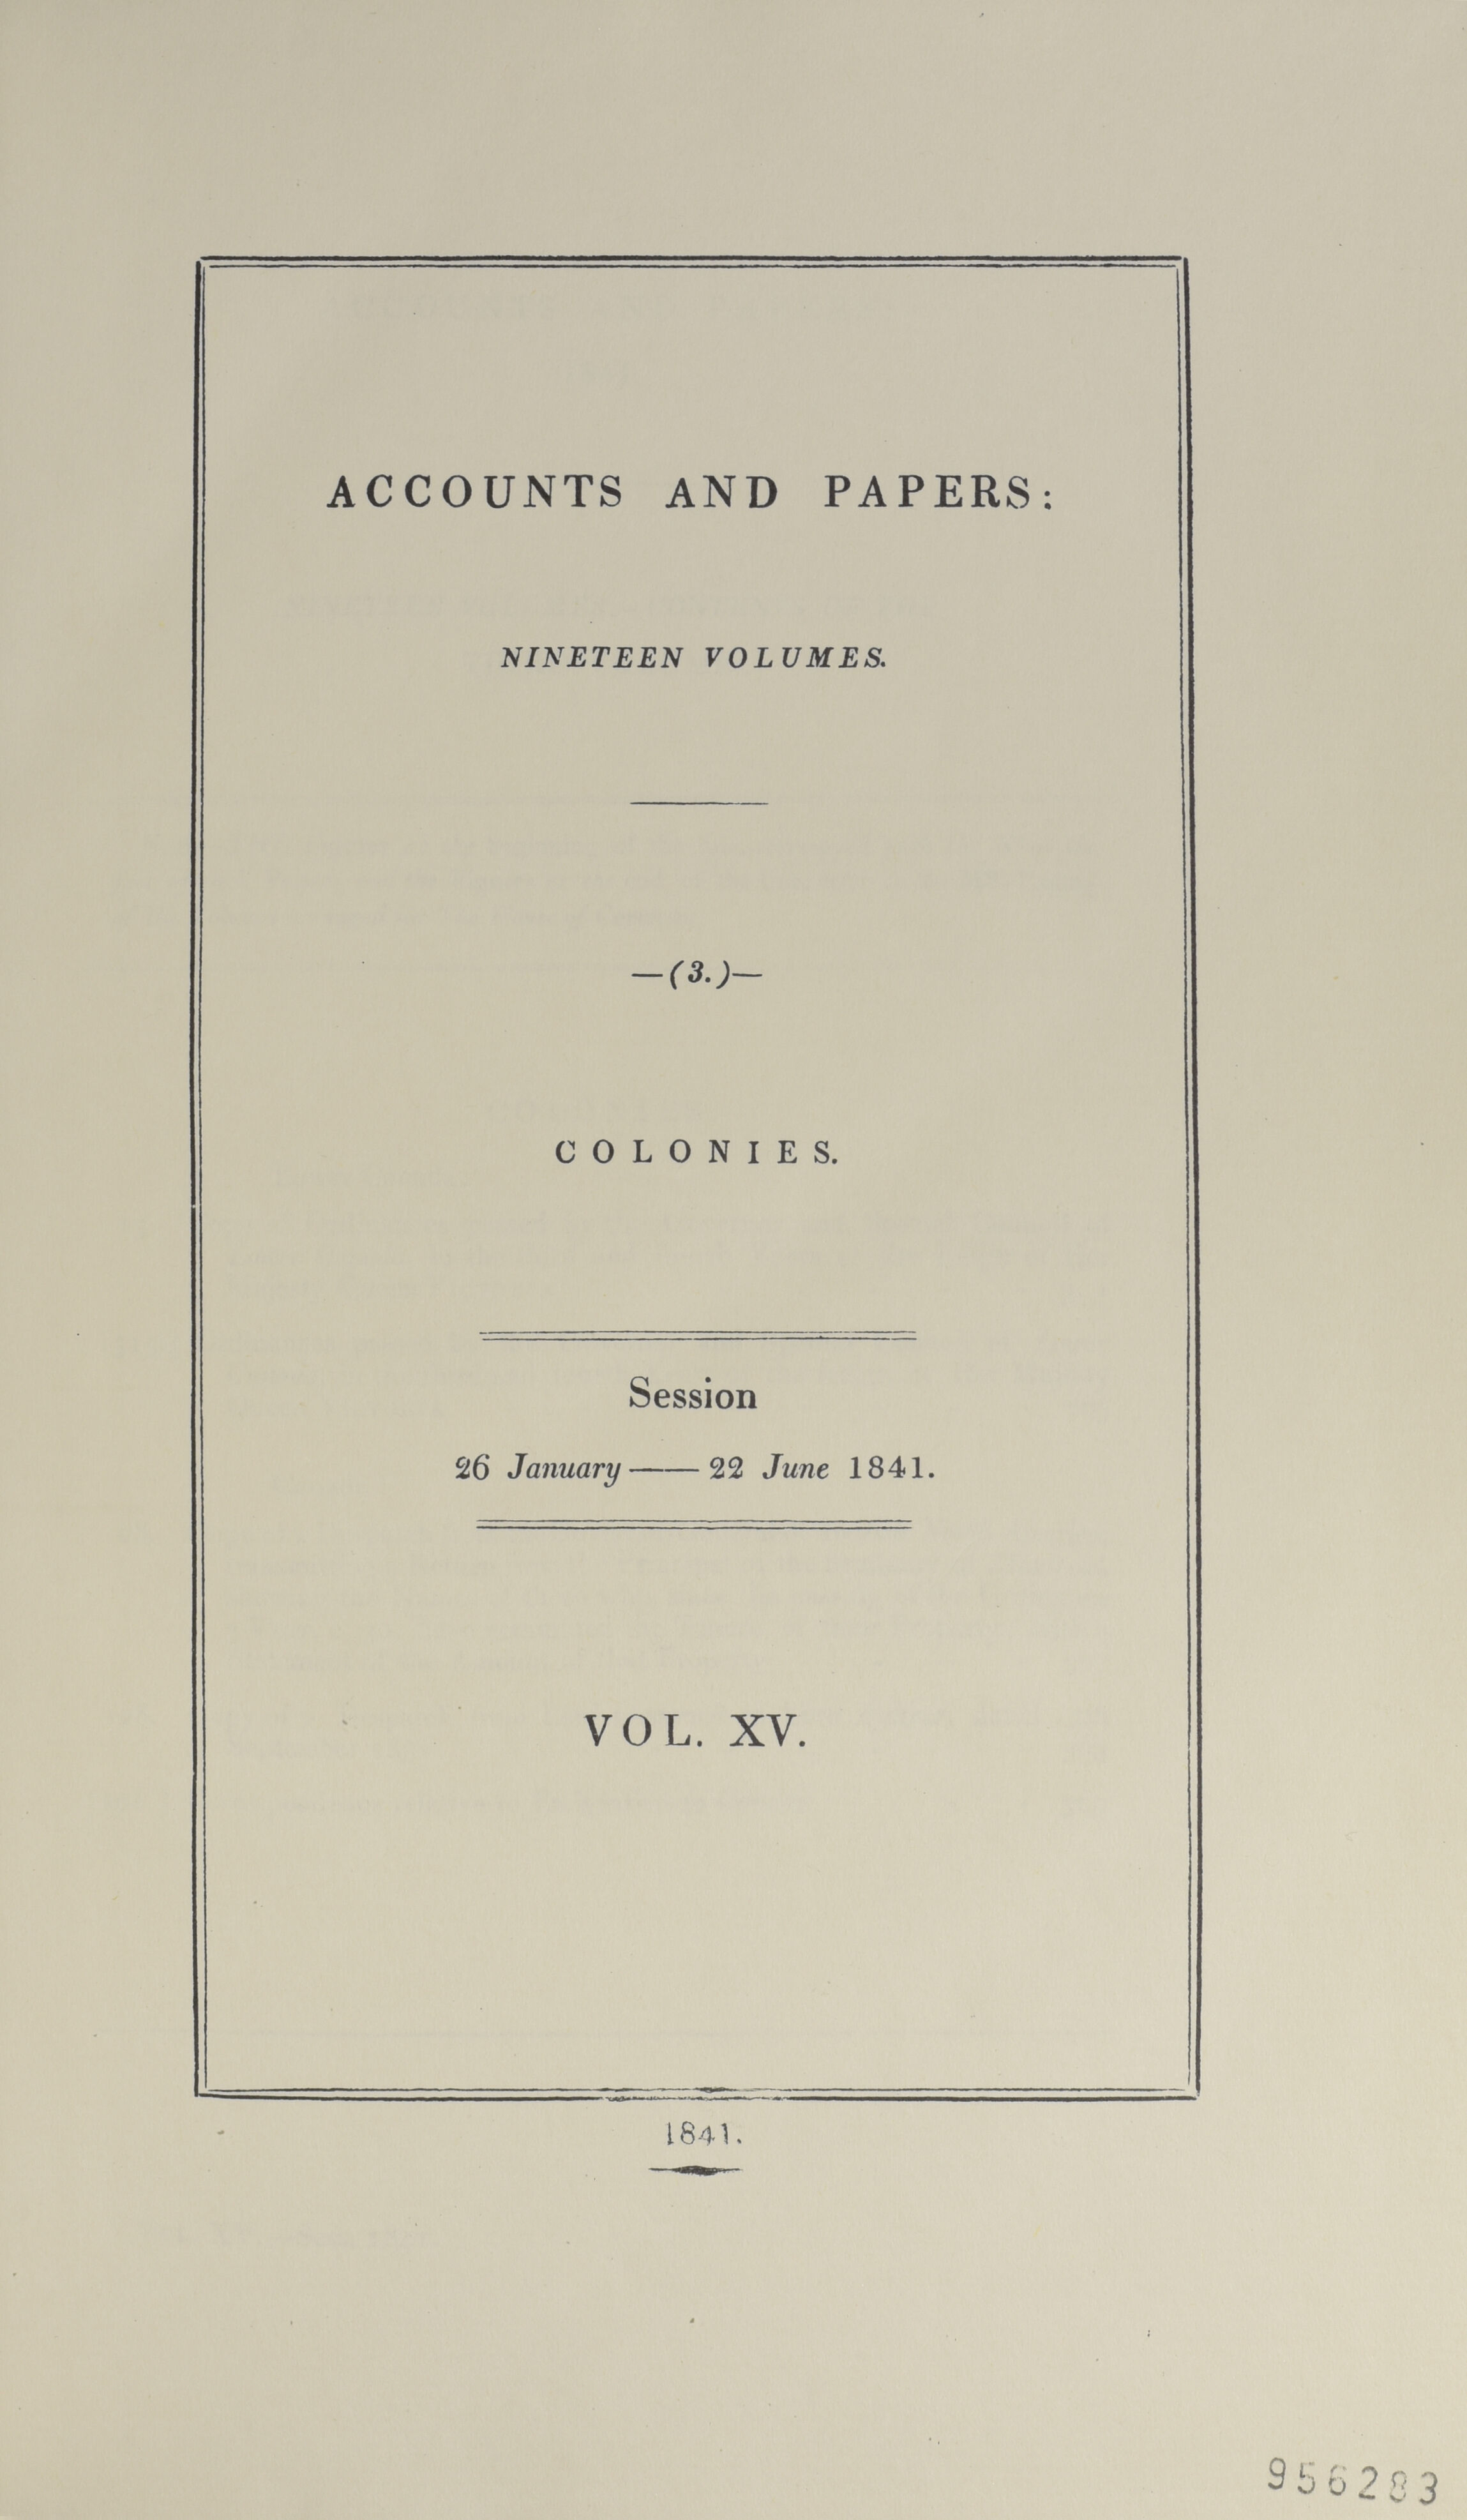 ACCOUNTS AND PAPERS:
NINETEEN VOLUMES.
—(3.)—
COLONIES.
Session
26 January —— 22 June 1841.
VOL. XV.
1841.
956283